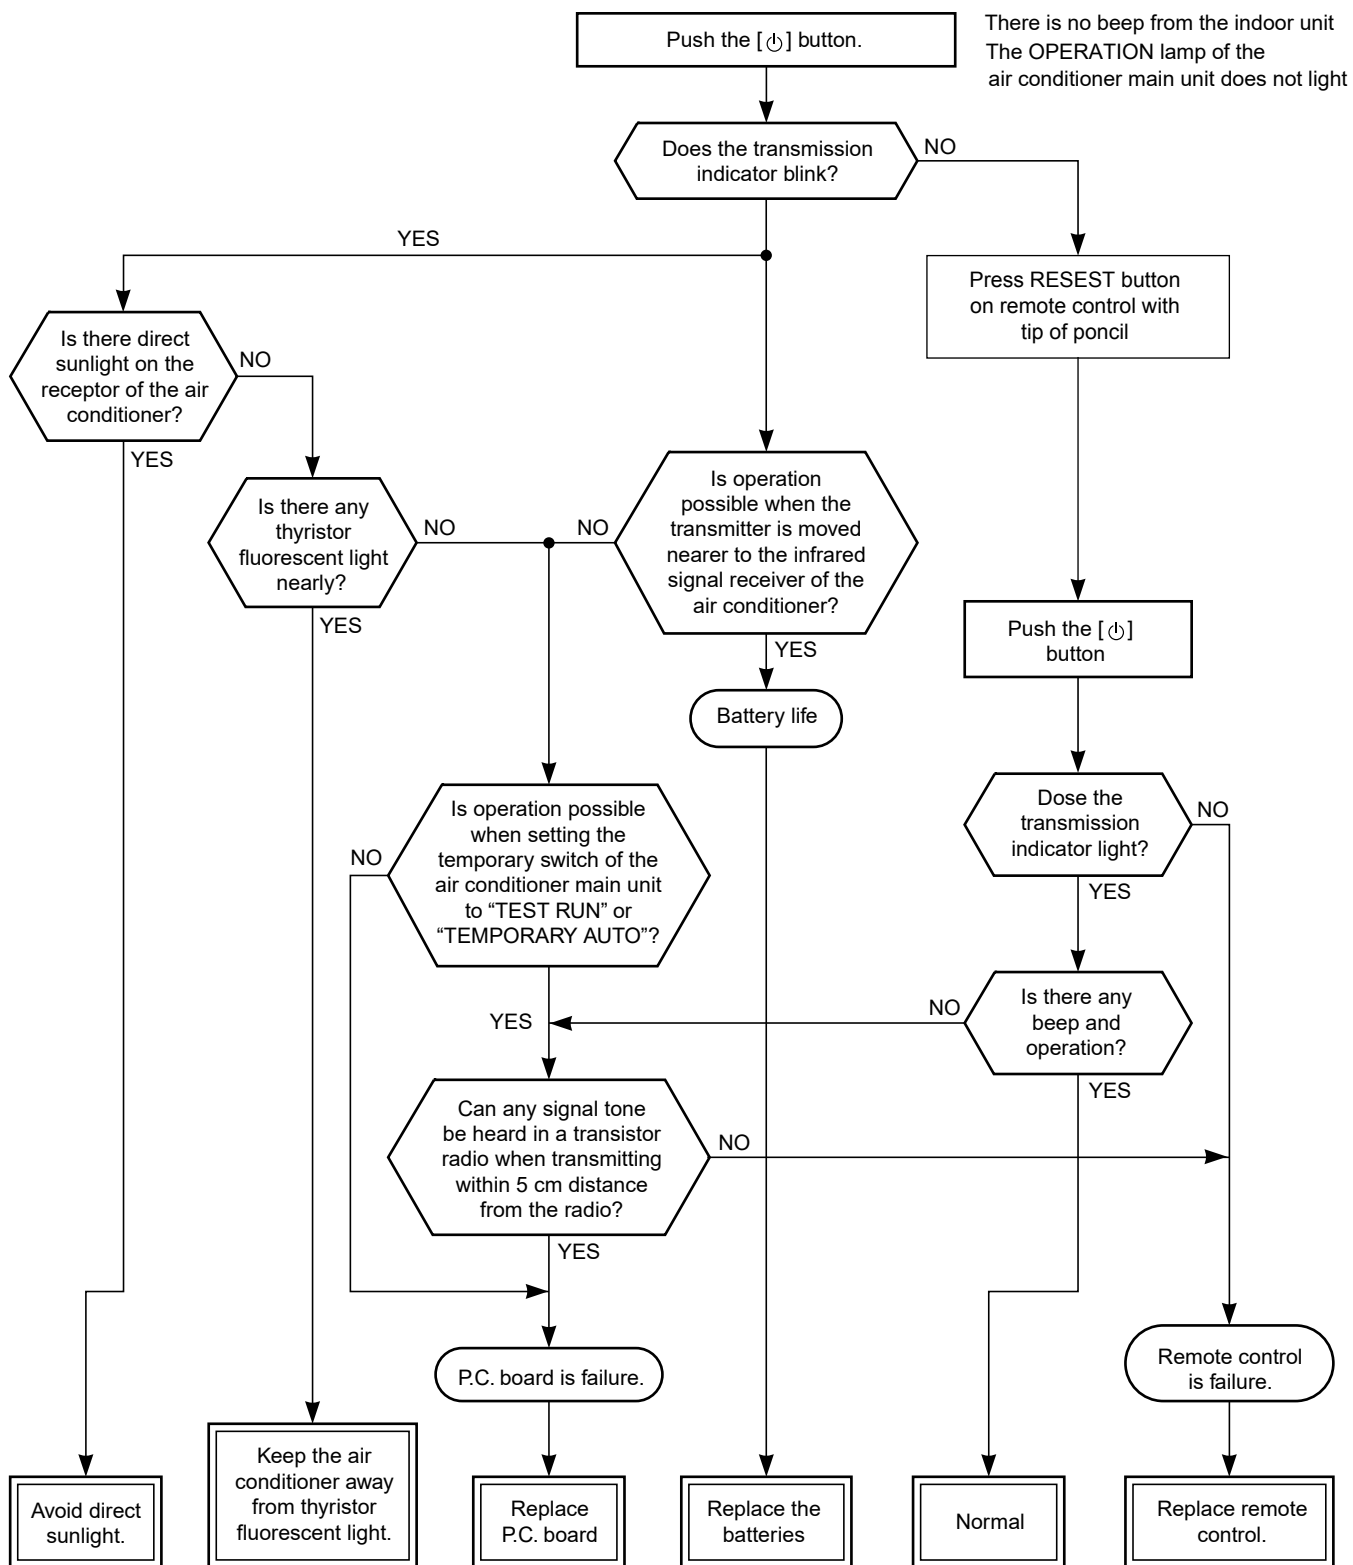 Push the [⏻] button.
There is no beep from the indoor unit
The OPERATION lamp of the
air conditioner main unit does not light
Does the transmission
indicator blink?
NO
YES
Press RESEST button
on remote control with
tip of poncil
Is there direct
sunlight on the
receptor of the air
conditioner?
NO
YES
Is there any
thyristor
fluorescent light
nearly?
NO
YES
Is operation
possible when the
transmitter is moved
nearer to the infrared
signal receiver of the
air conditioner?
NO
YES
Push the [⏻]
button
Battery life
Is operation possible
when setting the
temporary switch of the
air conditioner main unit
to “TEST RUN” or
“TEMPORARY AUTO”?
NO
YES
Dose the
transmission
indicator light?
NO
YES
Is there any
beep and
operation?
NO
YES
Can any signal tone
be heard in a transistor
radio when transmitting
within 5 cm distance
from the radio?
NO
YES
P.C. board is failure.
Remote control
is failure.
Avoid direct
sunlight.
Keep the air
conditioner away
from thyristor
fluorescent light.
Replace
P.C. board
Replace the
batteries
Normal
Replace remote
control.